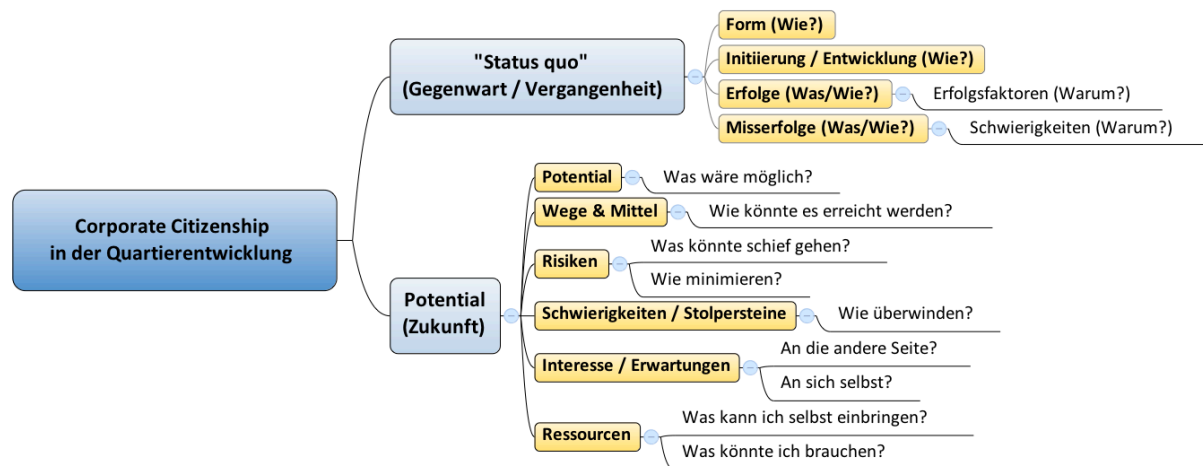 Corporate Citizenship
in der Quartierentwicklung
"Status quo"
(Gegenwart / Vergangenheit)
Form (Wie?)
Initiierung / Entwicklung (Wie?)
Erfolge (Was/Wie?)
Erfolgsfaktoren (Warum?)
Misserfolge (Was/Wie?)
Schwierigkeiten (Warum?)
Potential
(Zukunft)
Potential
Was wäre möglich?
Wege & Mittel
Wie könnte es erreicht werden?
Risiken
Was könnte schief gehen?
Wie minimieren?
Schwierigkeiten / Stolpersteine
Wie überwinden?
Interesse / Erwartungen
An die andere Seite?
An sich selbst?
Ressourcen
Was kann ich selbst einbringen?
Was könnte ich brauchen?